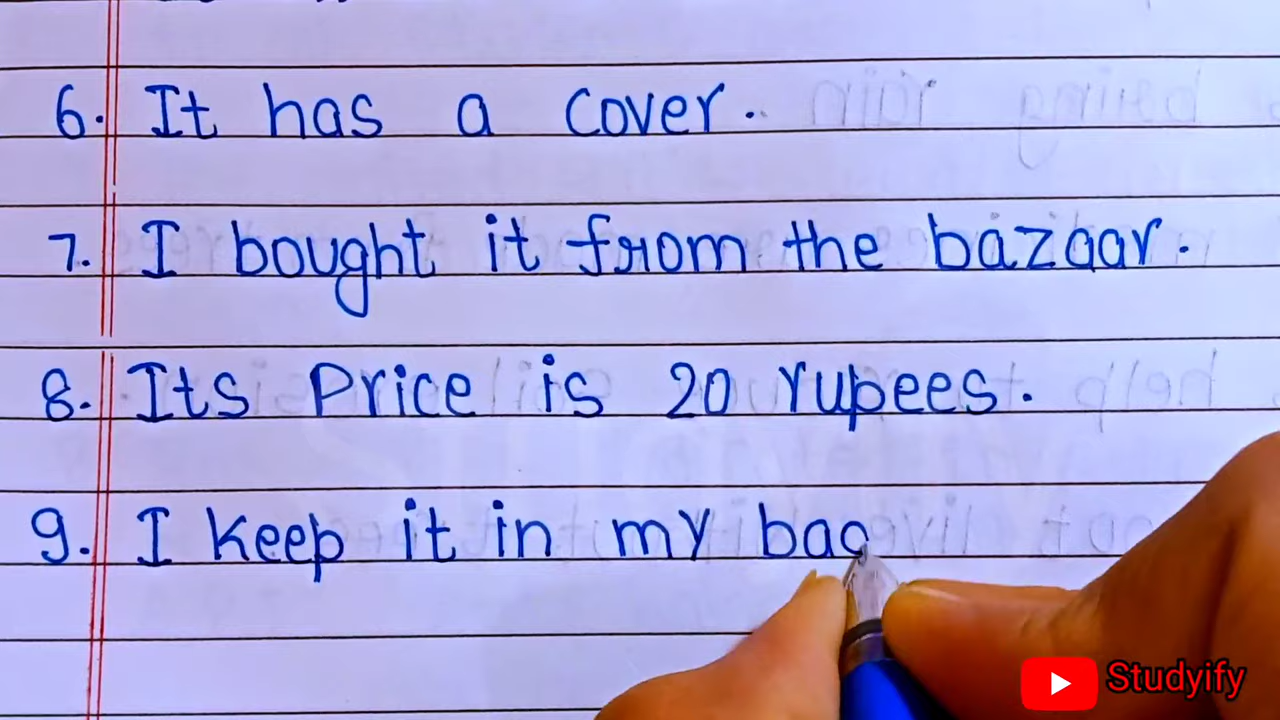 6. It has a cover.
7. I bought it from the bazaar.
8. Its Price is 20 rupees.
9. I keep it in my bag
Studyify